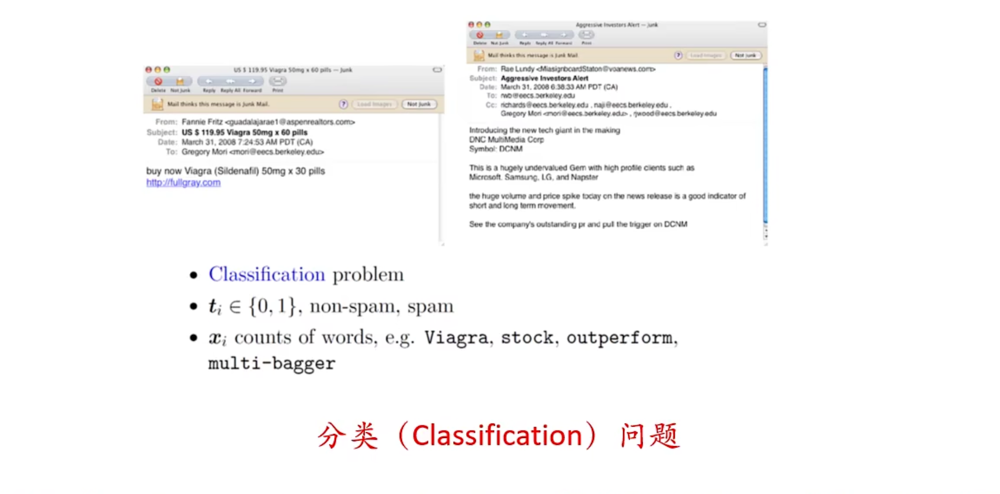 US $ 119.95 Viagra 50mg x 60 pills — Junk
Delete Not Junk Reply Reply All Forward Print
Mail thinks this message is Junk Mail.
? Load Images Not Junk
From: Fannie Fritz <guadalajarae1@aspenrealtors.com>
Subject: US $ 119.95 Viagra 50mg x 60 pills
Date: March 31, 2008 7:24:53 AM PDT (CA)
To: Gregory Mori <mori@eecs.berkeley.edu>
buy now Viagra (Sildenafil) 50mg x 30 pills
http://fullgray.com
Aggressive Investors Alert — Junk
Delete Not Junk Reply Reply All Forward Print
Mail thinks this message is Junk Mail.
? Load Images Not Junk
From: Rae Lundy <MiasignboardStaton@voanews.com>
Subject: Aggressive Investors Alert
Date: March 31, 2008 6:38:33 AM PDT (CA)
To: rwb@eecs.berkeley.edu
Cc: richards@eecs.berkeley.edu , naji@eecs.berkeley.edu ,
Gregory Mori <mori@eecs.berkeley.edu> , rjwood@eecs.berkeley.edu
Introducing the new tech giant in the making
DNC MultiMedia Corp
Symbol: DCNM
This is a hugely undervalued Gem with high profile clients such as
Microsoft, Samsung, LG, and Napster
the huge volume and price spike today on the news release is a good indicator of
short and long term movement.
See the company's outstanding pr and pull the trigger on DCNM
• Classification problem
• tᵢ ∈ {0, 1}, non-spam, spam
• xᵢ counts of words, e.g. Viagra, stock, outperform,
multi-bagger
分类（Classification）问题